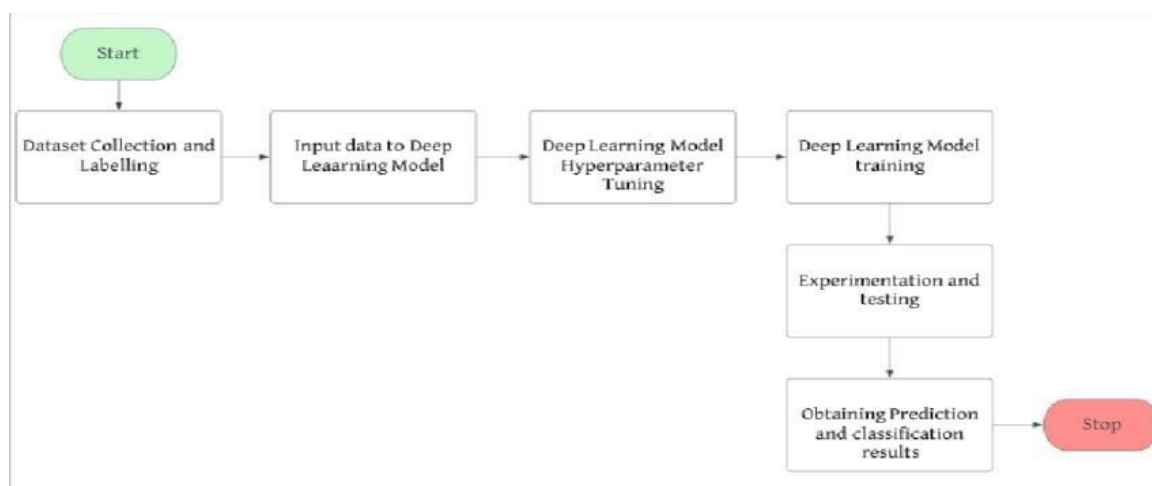 Start
Dataset Collection and
Labelling
Input data to Deep
Leaarning Model
Deep Learning Model
Hyperparameter
Tuning
Deep Learning Model
training
Experimentation and
testing
Obtaining Prediction
and classification
results
Stop